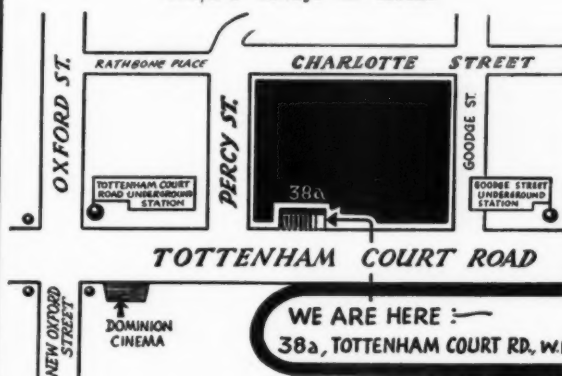 OXFORD ST.
RATHBONE PLACE
CHARLOTTE STREET
PERCY ST.
GOODGE ST.
TOTTENHAM COURT
ROAD UNDERGROUND
STATION
38a
GOODGE STREET
UNDERGROUND
STATION
TOTTENHAM COURT ROAD
NEW OXFORD
STREET
DOMINION
CINEMA
WE ARE HERE :—
38a, TOTTENHAM COURT RD., W.